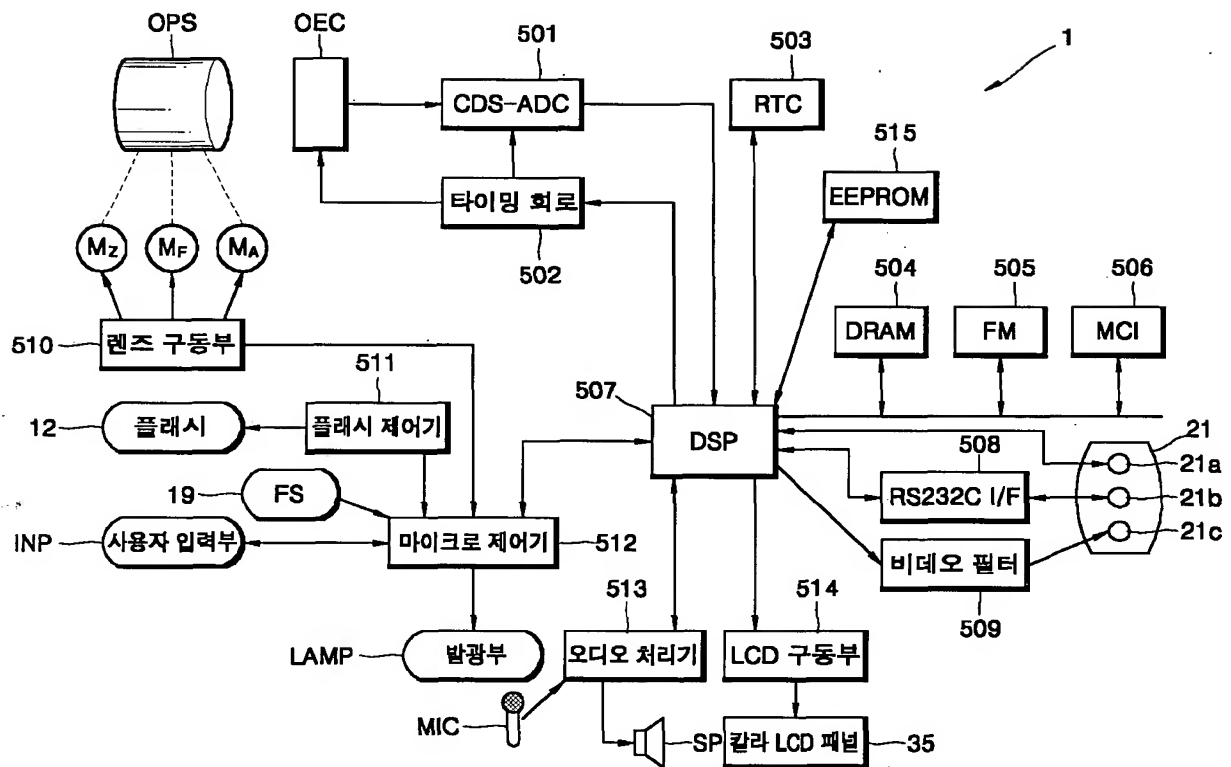 OPS
OEC
501
503
1
CDS-ADC
RTC
515
EEPROM
타이밍 회로
502
MZ
MF
MA
504
505
506
DRAM
FM
MCI
510
렌즈 구동부
511
507
12
플래시
플래시 제어기
DSP
508
21
21a
19
FS
RS232C I/F
21b
INP
사용자 입력부
마이크로 제어기
512
비데오 필터
21c
513
514
509
LAMP
발광부
오디오 처리기
LCD 구동부
MIC
SP
칼라 LCD 패널
35